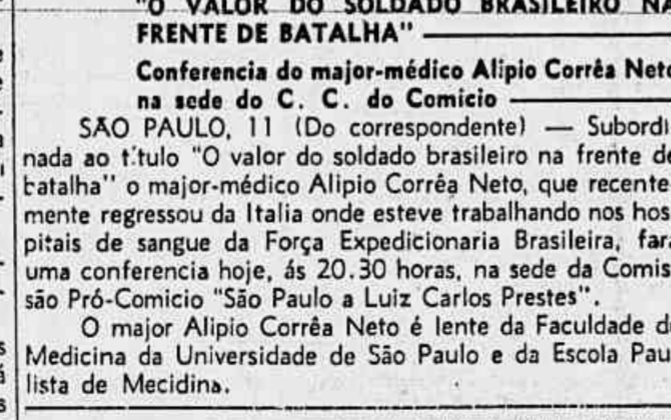 "O VALOR DO SOLDADO BRASILEIRO NA
FRENTE DE BATALHA"
Conferencia do major-médico Alípio Corrêa Neto
na sede do C. C. do Comicio
SÃO PAULO, 11 (Do correspondente) — Subordi
nada ao título "O valor do soldado brasileiro na frente de
batalha" o major-médico Alipio Corrêa Neto, que recente
mente regressou da Italia onde esteve trabalhando nos hos
pitais de sangue da Força Expedicionaria Brasileira, fará
uma conferencia hoje, ás 20.30 horas, na sede da Comis
são Pró-Comicio "São Paulo a Luiz Carlos Prestes".
O major Alipio Corrêa Neto é lente da Faculdade de
Medicina da Universidade de São Paulo e da Escola Pau
lista de Mecidina.